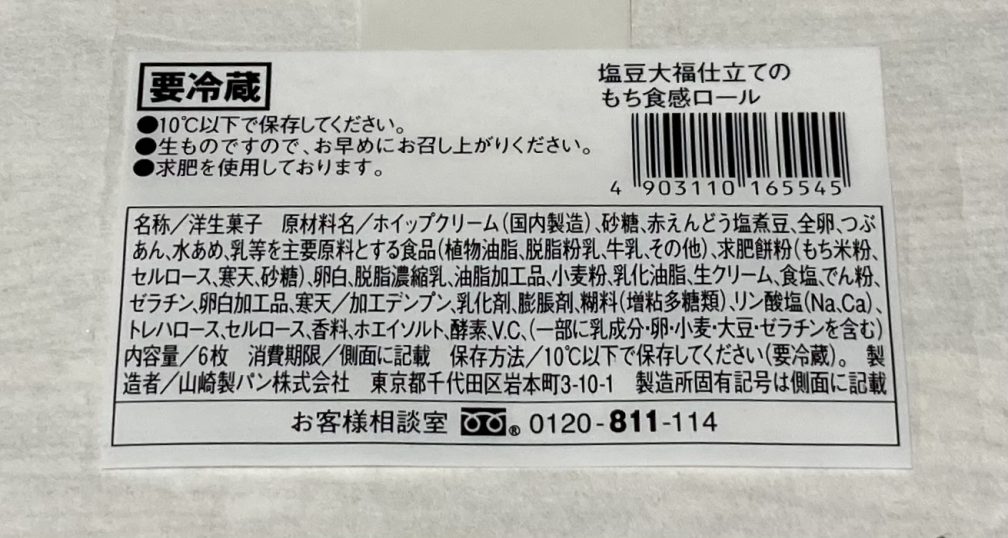 要冷蔵
●10℃以下で保存してください。
●生ものですので、お早めにお召し上がりください。
●求肥を使用しております。
塩豆大福仕立ての
もち食感ロール
4 903110 165545
名称／洋生菓子　原材料名／ホイップクリーム(国内製造)、砂糖、赤えんどう塩煮豆、全卵、つぶ
あん、水あめ、乳等を主要原料とする食品(植物油脂、脱脂粉乳、牛乳、その他)、求肥餅粉(もち米粉、
セルロース、寒天、砂糖)、卵白、脱脂濃縮乳、油脂加工品、小麦粉、乳化油脂、生クリーム、食塩、でん粉、
ゼラチン、卵白加工品、寒天／加工デンプン、乳化剤、膨脹剤、糊料(増粘多糖類)、リン酸塩(Na、Ca)、
トレハロース、セルロース、香料、ホエイソルト、酵素、V.C、(一部に乳成分・卵・小麦・大豆・ゼラチンを含む)
内容量／6枚　消費期限／側面に記載　保存方法／10℃以下で保存してください(要冷蔵)。　製
造者／山崎製パン株式会社　東京都千代田区岩本町3-10-1　製造所固有記号は側面に記載
お客様相談室 ® 0120-811-114